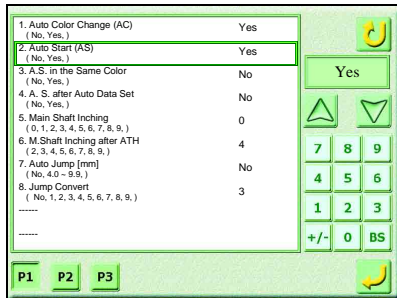 1. Auto Color Change (AC) Yes
( No, Yes, )
2. Auto Start (AS) Yes
( No, Yes, )
3. A.S. in the Same Color No
( No, Yes, )
4. A. S. after Auto Data Set No
( No, Yes, )
5. Main Shaft Inching 0
( 0, 1, 2, 3, 4, 5, 6, 7, 8, 9, )
6. M.Shaft Inching after ATH 4
( 2, 3, 4, 5, 6, 7, 8, 9, )
7. Auto Jump [mm] No
( No, 4.0 ~ 9.9, )
8. Jump Convert 3
( No, 1, 2, 3, 4, 5, 6, 7, 8, 9, )
------
------
Yes
7 8 9
4 5 6
1 2 3
+/- 0 BS
P1 P2 P3